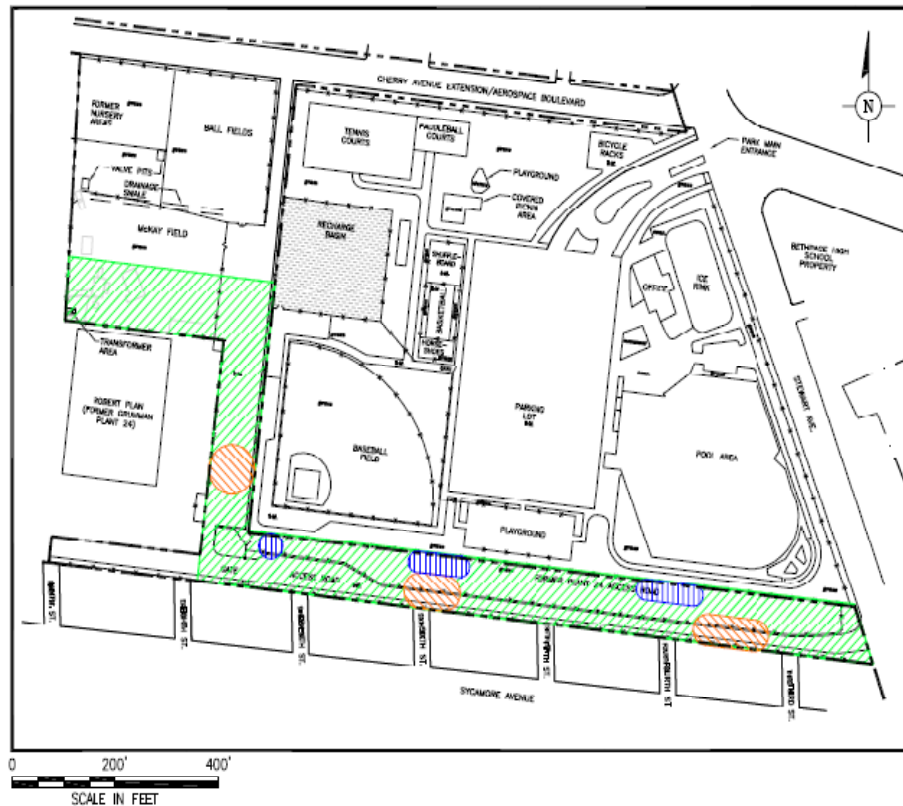 CHERRY AVENUE EXTENSION/AEROSPACE BOULEVARD
N
FORMER
NURSERY
AREAS
BALL FIELDS
TENNIS
COURTS
PADDLEBALL
COURTS
BICYCLE
RACKS
PARK MAIN
ENTRANCE
VALVE PITS
DRAINAGE
SWALE
PLAYGROUND
COVERED
AREA
McKAY FIELD
RECHARGE
BASIN
SHUFFLE-
BOARD
BASKETBALL
HORSE-
SHOES
OFFICE
ICE
RINK
BETHPAGE HIGH
SCHOOL
PROPERTY
STEWART AVE.
TRANSFORMER
AREA
ROBERT PLAN
(FORMER GRUMMAN
PLANT 24)
BASEBALL
FIELD
PARKING
LOT
POOL AREA
PLAYGROUND
GATE
ACCESS ROAD
FORMER PLANT 24 ACCESS ROAD
SYCAMORE AVENUE
0 200' 400'
SCALE IN FEET